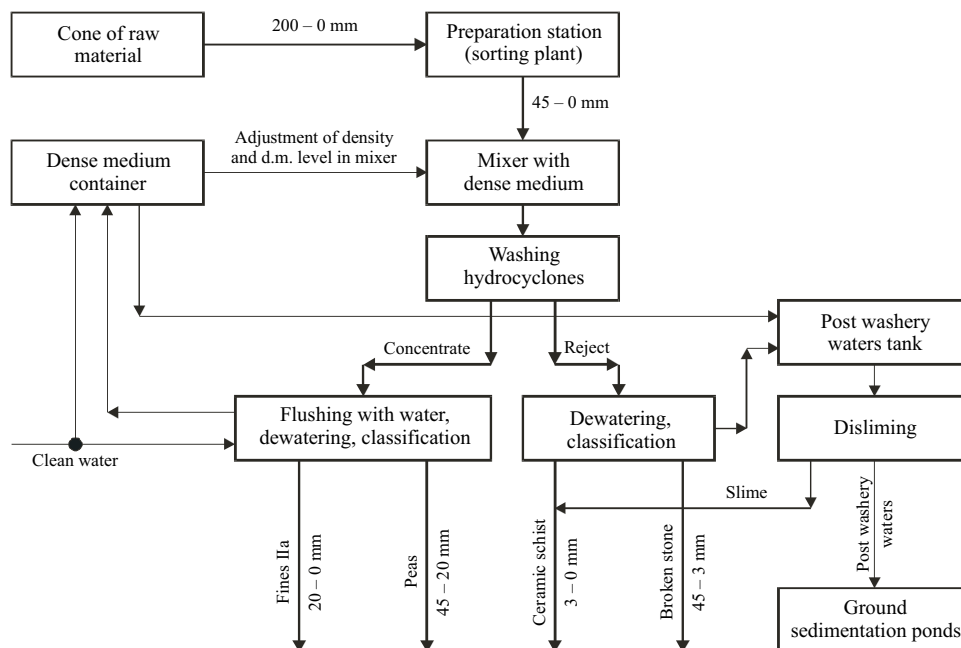 Cone of raw
material
200 – 0 mm
Preparation station
(sorting plant)
45 – 0 mm
Dense medium
container
Adjustment of density
and d.m. level in mixer
Mixer with
dense medium
Washing
hydrocyclones
Post washery
waters tank
Concentrate
Reject
Flushing with water,
dewatering, classification
Dewatering,
classification
Disliming
Clean water
Slime
Fines IIa
20 – 0 mm
Peas
45 – 20 mm
Ceramic schist
3 – 0 mm
Broken stone
45 – 3 mm
Post washery
waters
Ground
sedimentation ponds